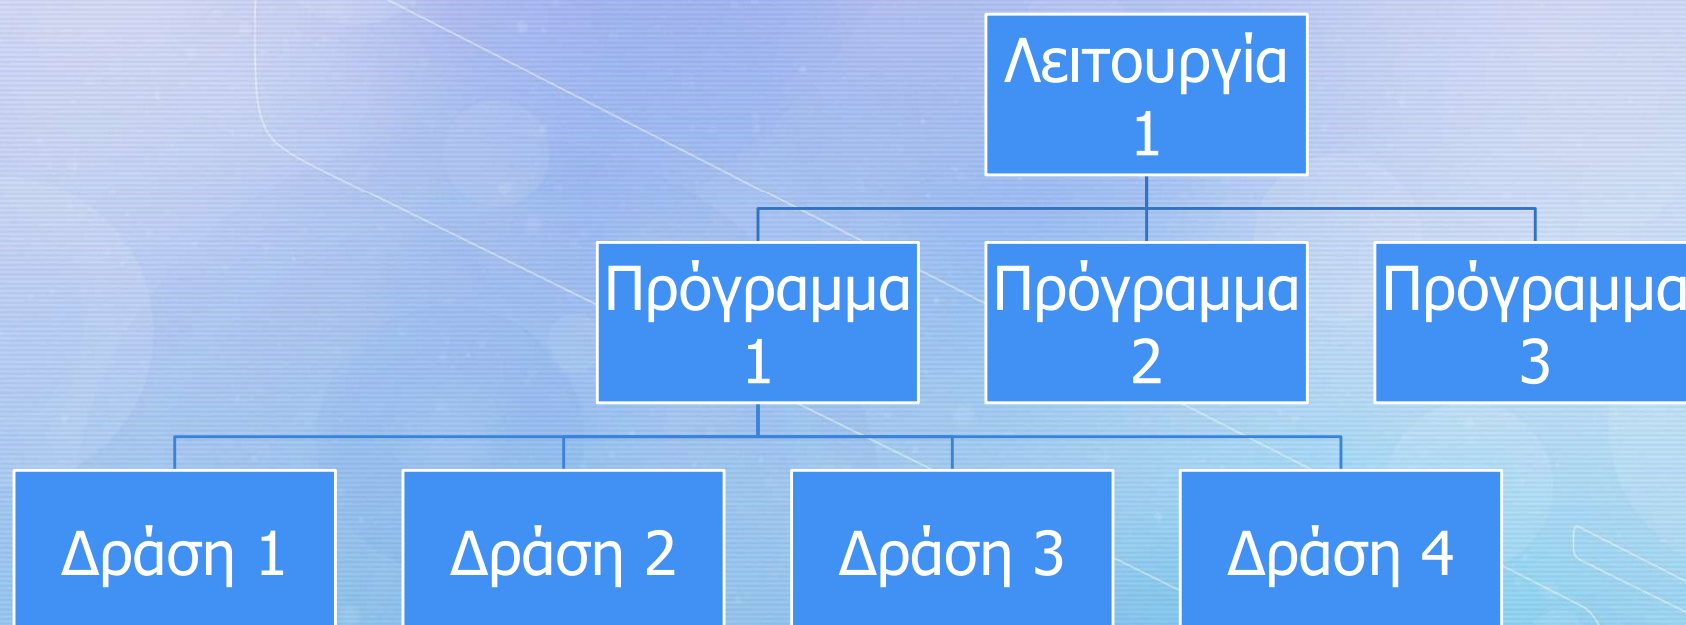 Λειτουργία
1
Πρόγραμμα
1
Πρόγραμμα
2
Πρόγραμμα
3
Δράση 1
Δράση 2
Δράση 3
Δράση 4